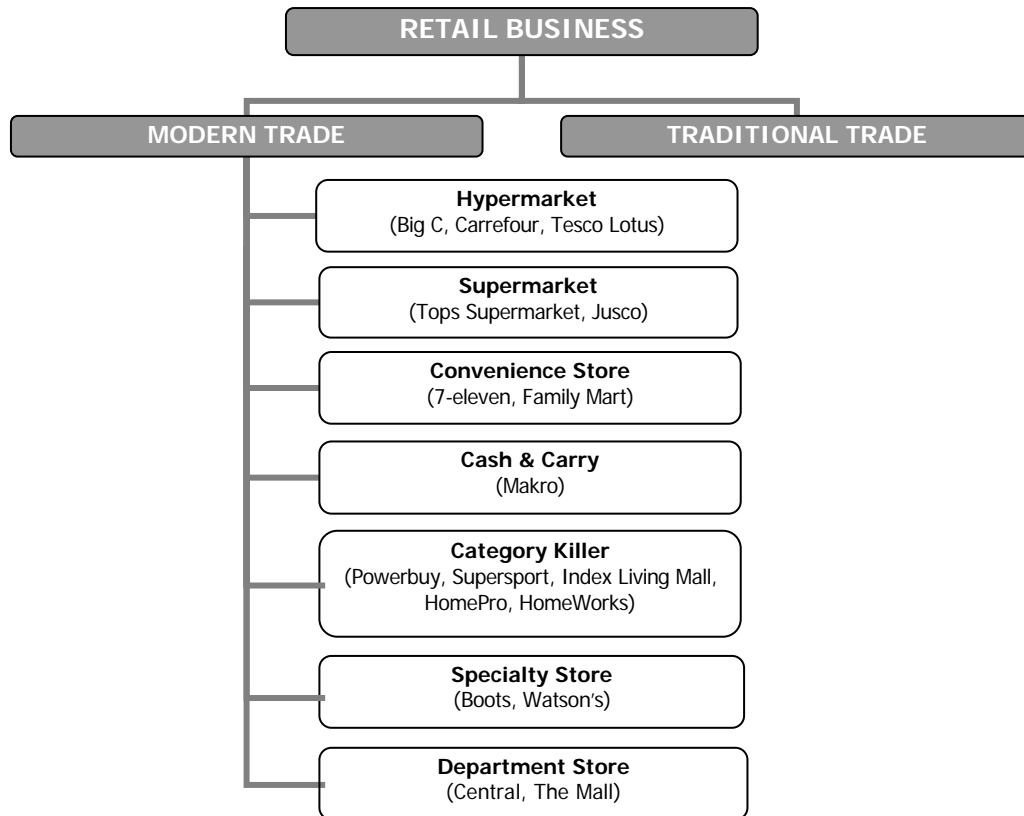 RETAIL BUSINESS
MODERN TRADE
TRADITIONAL TRADE
Hypermarket
(Big C, Carrefour, Tesco Lotus)
Supermarket
(Tops Supermarket, Jusco)
Convenience Store
(7-eleven, Family Mart)
Cash & Carry
(Makro)
Category Killer
(Powerbuy, Supersport, Index Living Mall,
HomePro, HomeWorks)
Specialty Store
(Boots, Watson's)
Department Store
(Central, The Mall)